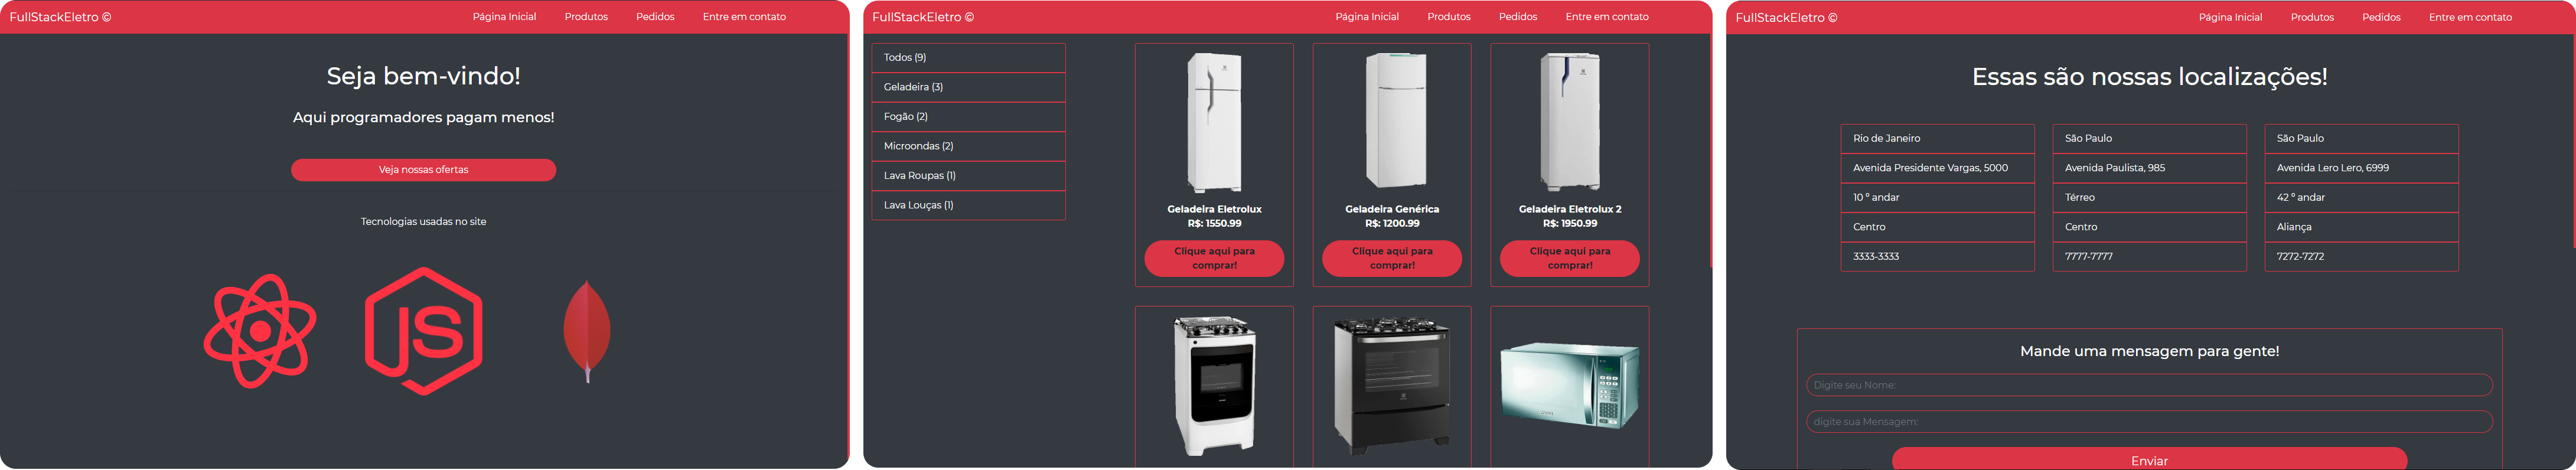 FullStackEletro ©
Página Inicial
Produtos
Pedidos
Entre em contato
Seja bem-vindo!
Aqui programadores pagam menos!
Veja nossas ofertas
Tecnologias usadas no site
JS
FullStackEletro ©
Página Inicial
Produtos
Pedidos
Entre em contato
Todos (9)
Geladeira (3)
Fogão (2)
Microondas (2)
Lava Roupas (1)
Lava Louças (1)
Geladeira Eletrolux
R$: 1550.99
Clique aqui para
comprar!
Geladeira Genérica
R$: 1200.99
Clique aqui para
comprar!
Geladeira Eletrolux 2
R$: 1950.99
Clique aqui para
comprar!
FullStackEletro ©
Página Inicial
Produtos
Pedidos
Entre em contato
Essas são nossas localizações!
Rio de Janeiro
Avenida Presidente Vargas, 5000
10 º andar
Centro
3333-3333
São Paulo
Avenida Paulista, 985
Térreo
Centro
7777-7777
São Paulo
Avenida Lero Lero, 6999
42 º andar
Aliança
7272-7272
Mande uma mensagem para gente!
Digite seu Nome:
digite sua Mensagem:
Enviar